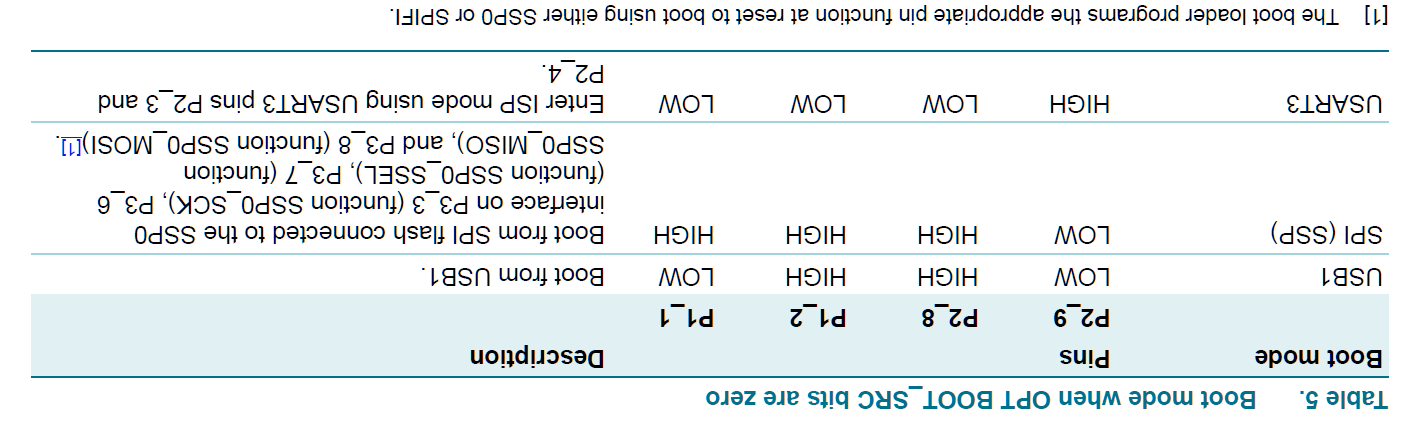 Table 5. Boot mode when OPT BOOT_SRC bits are zero
Boot mode Pins Description
P2_9 P2_8 P1_2 P1_1
USB1 LOW HIGH HIGH LOW Boot from USB1.
SPI (SSP) LOW HIGH HIGH HIGH Boot from SPI flash connected to the SSP0
interface on P3_3 (function SSP0_SCK), P3_6
(function SSP0_SSEL), P3_7 (function
SSP0_MISO), and P3_8 (function SSP0_MOSI)[1].
USART3 HIGH LOW LOW LOW Enter ISP mode using USART3 pins P2_3 and
P2_4.
[1] The boot loader programs the appropriate pin function at reset to boot using either SSP0 or SPIFI.